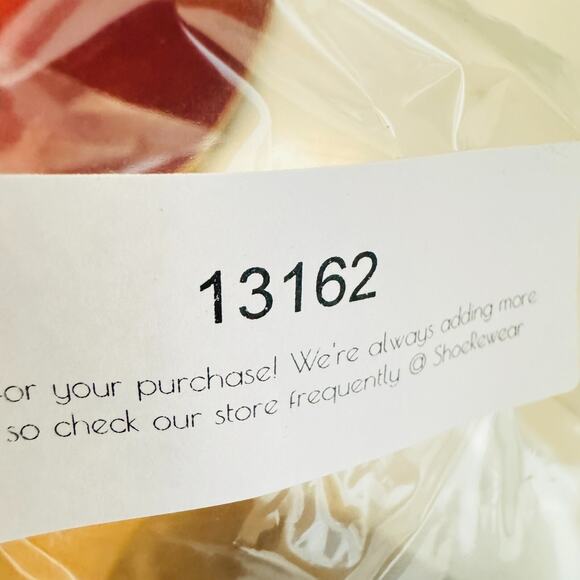 13162
or your purchase! We're always adding more
so check our store frequently @ ShoeRewear